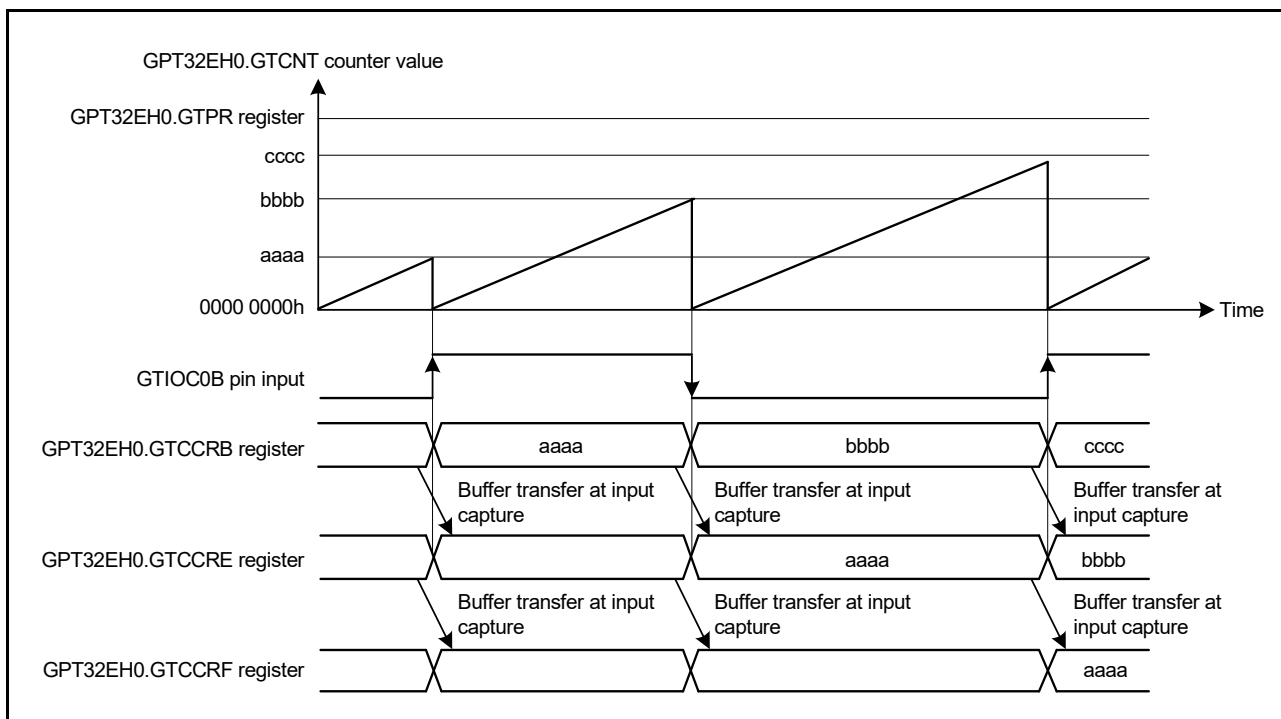 GPT32EH0.GTCNT counter value
GPT32EH0.GTPR register
cccc
bbbb
aaaa
0000 0000h
Time
GTIOC0B pin input
GPT32EH0.GTCCRB register
aaaa
bbbb
cccc
Buffer transfer at input
capture
Buffer transfer at input
capture
Buffer transfer at
input capture
GPT32EH0.GTCCRE register
aaaa
bbbb
Buffer transfer at input
capture
Buffer transfer at input
capture
Buffer transfer at
input capture
GPT32EH0.GTCCRF register
aaaa